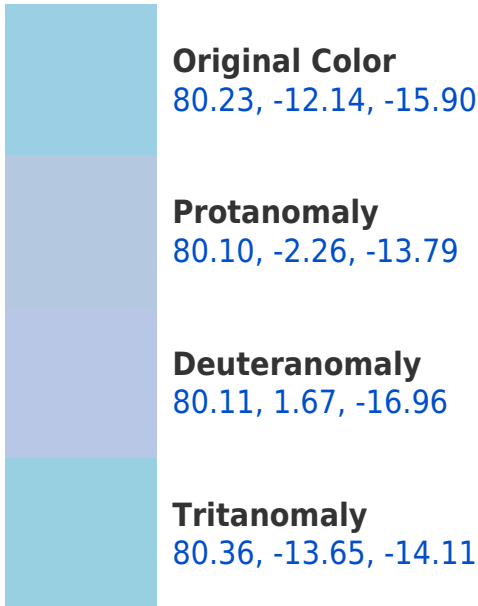 Original Color
80.23, -12.14, -15.90
Protanomaly
80.10, -2.26, -13.79
Deuteranomaly
80.11, 1.67, -16.96
Tritanomaly
80.36, -13.65, -14.11